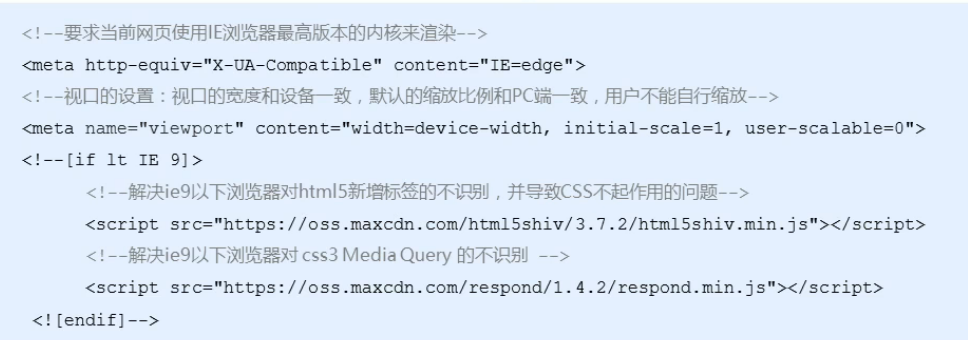 <!--要求当前网页使用IE浏览器最高版本的内核来渲染-->
<meta http-equiv="X-UA-Compatible" content="IE=edge">
<!--视口的设置：视口的宽度和设备一致，默认的缩放比例和PC端一致，用户不能自行缩放-->
<meta name="viewport" content="width=device-width, initial-scale=1, user-scalable=0">
<!--[if lt IE 9]>
<!--解决ie9以下浏览器对html5新增标签的不识别，并导致CSS不起作用的问题-->
<script src="https://oss.maxcdn.com/html5shiv/3.7.2/html5shiv.min.js"></script>
<!--解决ie9以下浏览器对 css3 Media Query 的不识别 -->
<script src="https://oss.maxcdn.com/respond/1.4.2/respond.min.js"></script>
<![endif]-->